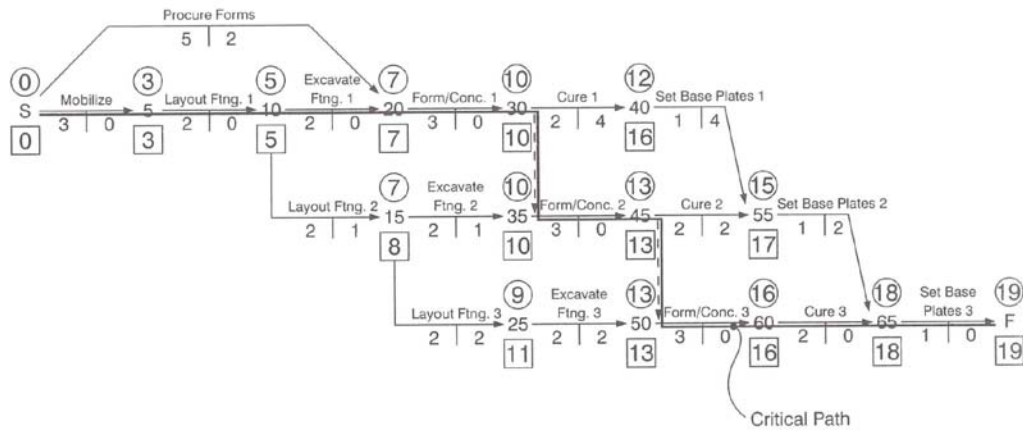 Procure Forms
5 2
0 3 5 Excavate 7 10 12
S Mobilize 5 Layout Ftng. 1 10 Ftng. 1 20 Form/Conc. 1 30 Cure 1 40 Set Base Plates 1
3 0 2 0 2 0 3 0 2 4 1 4
0 3 5 7 10 16
7 Excavate 10 13 15
Layout Ftng. 2 15 Ftng. 2 35 Form/Conc. 2 45 Cure 2 55 Set Base Plates 2
2 1 2 1 3 0 2 2 1 2
8 10 13 17
9 Excavate 13 16 18 Set Base 19
Layout Ftng. 3 25 Ftng. 3 50 Form/Conc. 3 60 Cure 3 65 Plates 3 F
2 2 2 2 3 0 2 0 1 0
11 13 16 18 19
Critical Path